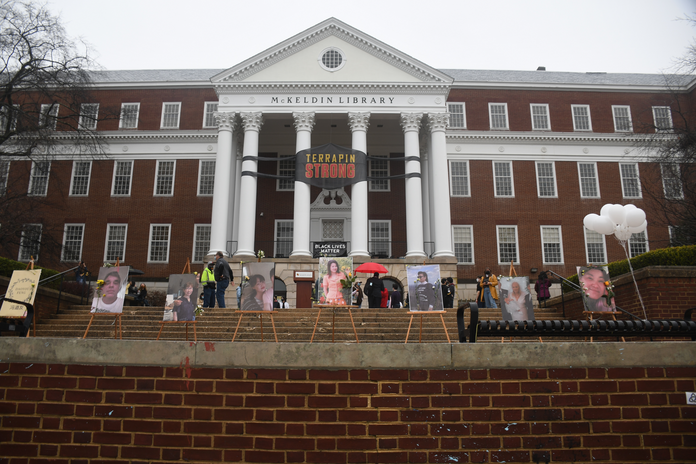 McKELDIN LIBRARY
TERRAPIN
STRONG
BLACK LIVES
MATTER